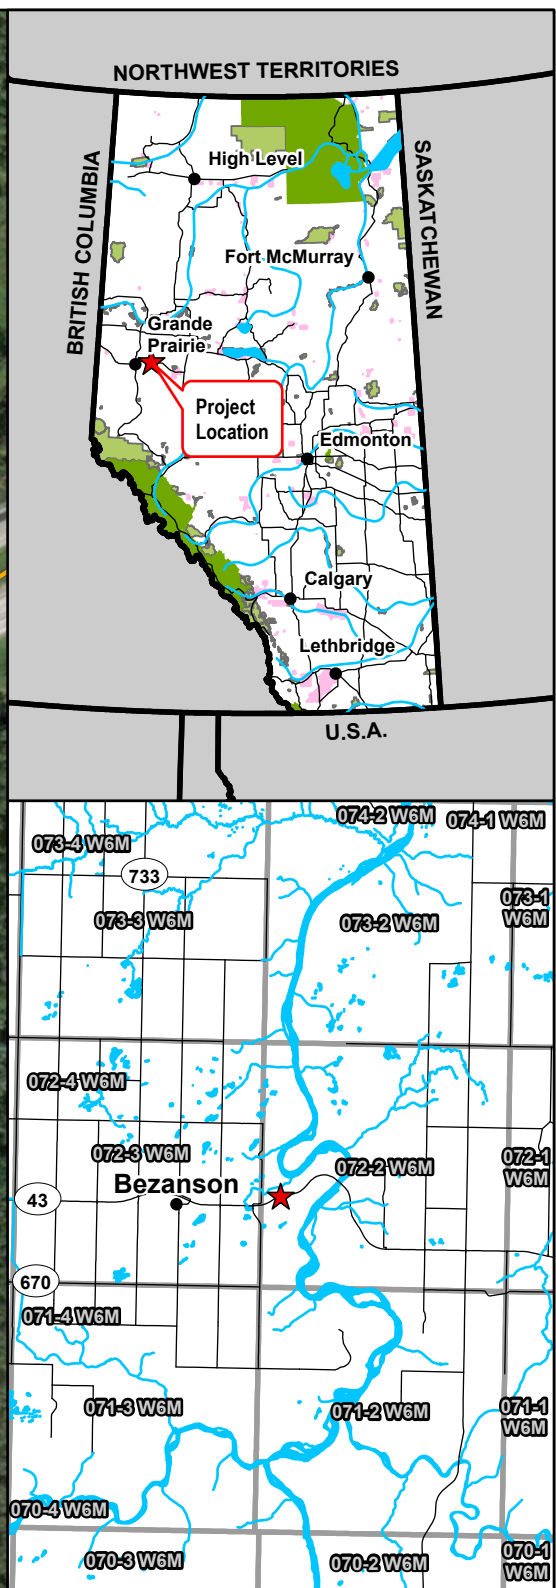 NORTHWEST TERRITORIES
BRITISH COLUMBIA
SASKATCHEWAN
High Level
Fort McMurray
Grande
Prairie
Project
Location
Edmonton
Calgary
Lethbridge
U.S.A.
074-2 W6M
074-1 W6M
073-4 W6M
733
073-3 W6M
073-2 W6M
073-1
W6M
072-4 W6M
072-3 W6M
072-2 W6M
072-1
W6M
Bezanson
43
670
071-4 W6M
071-3 W6M
071-2 W6M
071-1
W6M
070-4 W6M
070-3 W6M
070-2 W6M
070-1
W6M